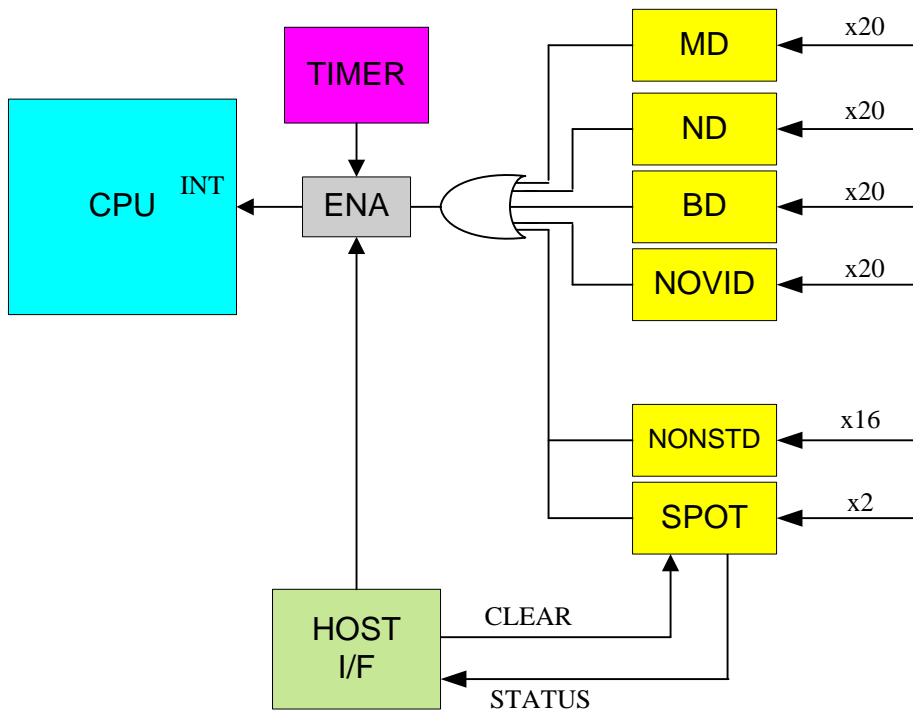 MD
x20
TIMER
ND
x20
CPU
INT
ENA
BD
x20
NOVID
x20
NONSTD
x16
SPOT
x2
HOST
I/F
CLEAR
STATUS